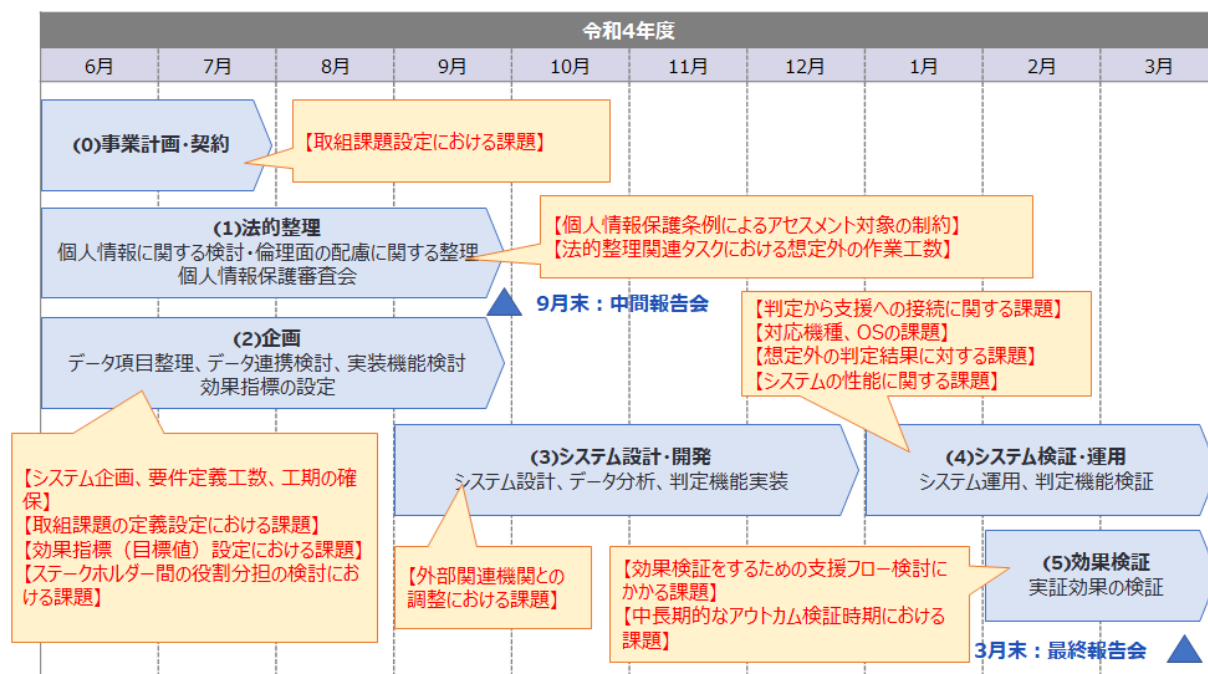 令和4年度
6月
7月
8月
9月
10月
11月
12月
1月
2月
3月
(0)事業計画・契約
【取組課題設定における課題】
(1)法的整理
個人情報に関する検討・倫理面の配慮に関する整理
個人情報保護審査会
【個人情報保護条例によるアセスメント対象の制約】
【法的整理関連タスクにおける想定外の作業工数】
9月末：中間報告会
(2)企画
データ項目整理、データ連携検討、実装機能検討
効果指標の設定
【判定から支援への接続に関する課題】
【対応機種、OSの課題】
【想定外の判定結果に対する課題】
【システムの性能に関する課題】
【システム企画、要件定義工数、工期の確
保】
【取組課題の定義設定における課題】
【効果指標（目標値）設定における課題】
【ステークホルダー間の役割分担の検討にお
ける課題】
(3)システム設計・開発
システム設計、データ分析、判定機能実装
(4)システム検証・運用
システム運用、判定機能検証
【外部関連機関との
調整における課題】
【効果検証をするための支援フロー検討に
かかる課題】
【中長期的なアウトカム検証時期における
課題】
(5)効果検証
実証効果の検証
3月末：最終報告会